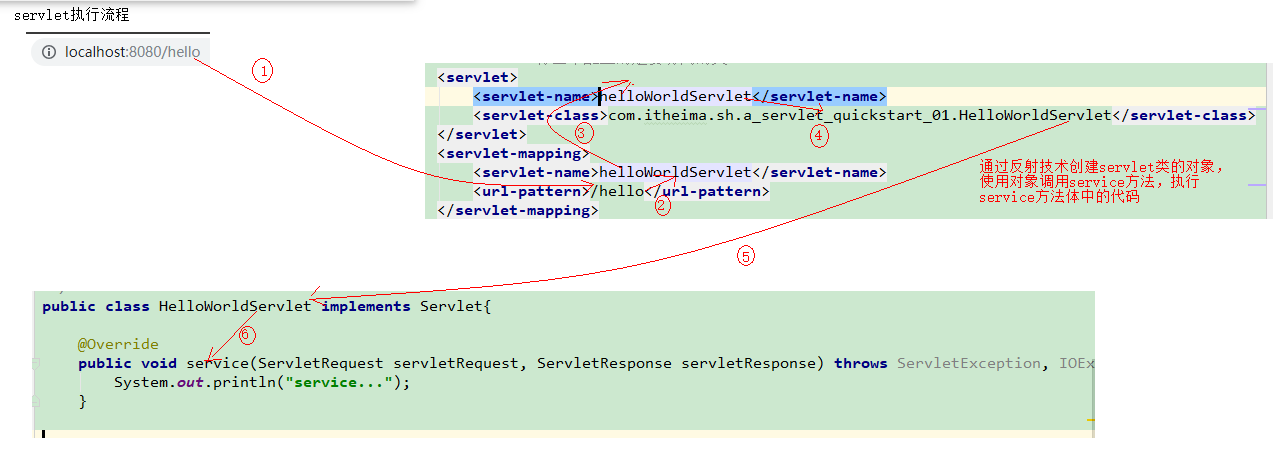 servlet执行流程
localhost:8080/hello
①
<servlet>
<servlet-name>helloWorldServlet</servlet-name>
<servlet-class>com.itheima.sh.a_servlet_quickstart_01.HelloWorldServlet</servlet-class>
③
④
</servlet>
<servlet-mapping>
<servlet-name>helloWorldServlet</servlet-name>
<url-pattern>/hello</url-pattern>
②
</servlet-mapping>
通过反射技术创建servlet类的对象，
使用对象调用service方法，执行
service方法体中的代码
⑤
public class HelloWorldServlet implements Servlet{
⑥
@Override
public void service(ServletRequest servletRequest, ServletResponse servletResponse) throws ServletException, IOEx
System.out.println("service...");
}